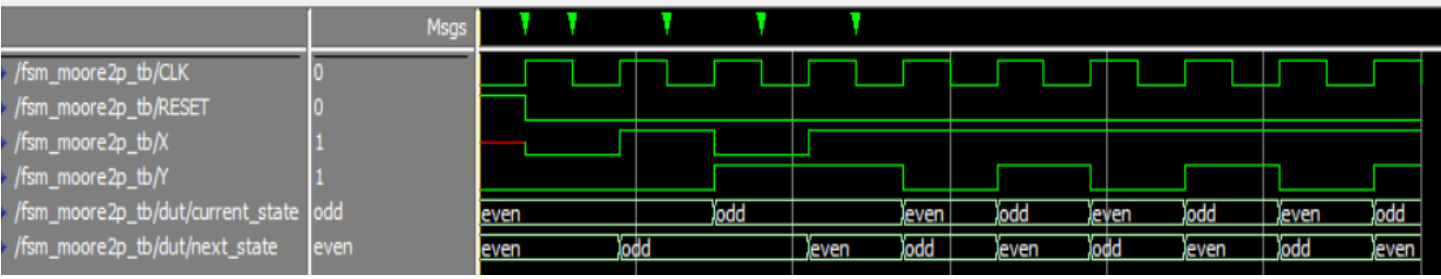 Msgs
/fsm_moore2p_tb/CLK 0
/fsm_moore2p_tb/RESET 0
/fsm_moore2p_tb/X 1
/fsm_moore2p_tb/Y 1
/fsm_moore2p_tb/dut/current_state odd even odd even odd even odd even odd
/fsm_moore2p_tb/dut/next_state even even odd even odd even odd even odd even